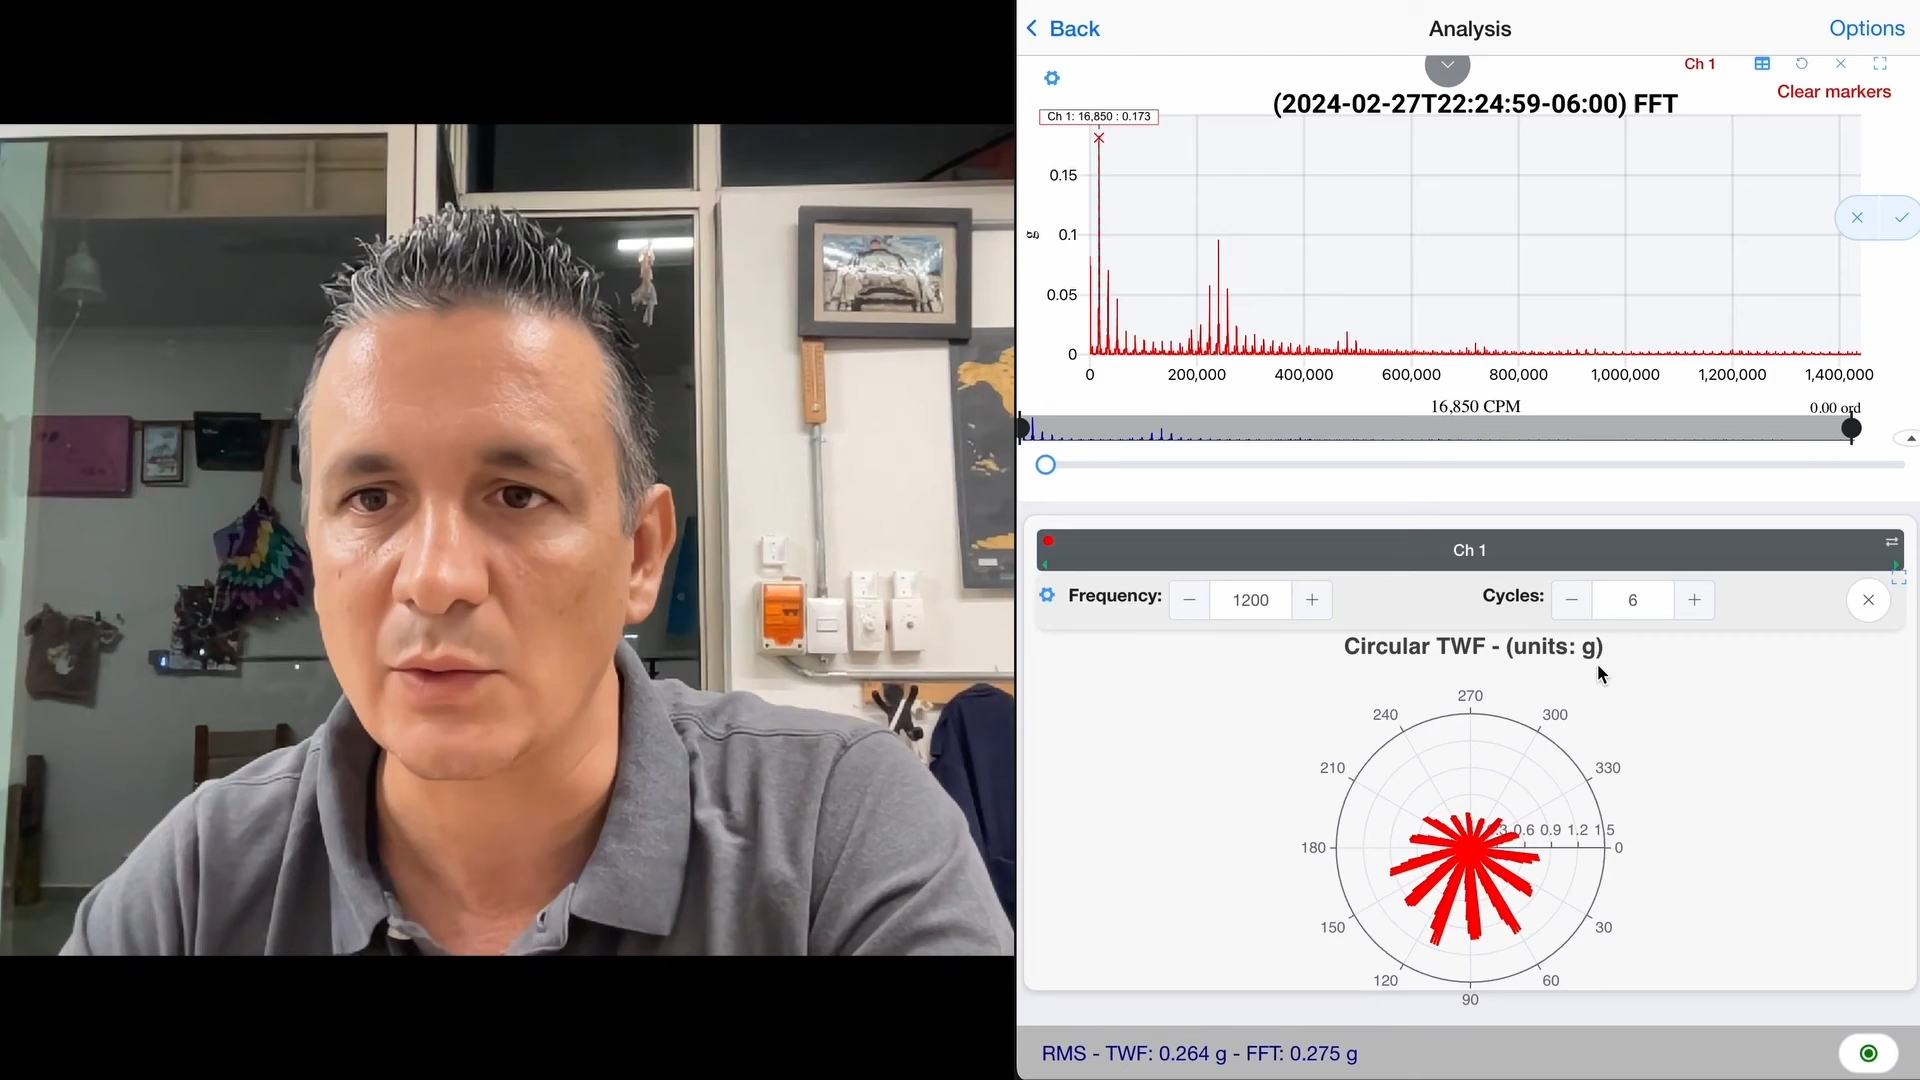 Back
Analysis
Options
Ch 1
Clear markers
(2024-02-27T22:24:59-06:00) FFT
Ch 1: 16,850 : 0.173
0.15
0.1
0.05
0
g
0 200,000 400,000 600,000 800,000 1,000,000 1,200,000 1,400,000
16,850 CPM
0.00 ord
Ch 1
Frequency: − 1200 + Cycles: − 6 +
Circular TWF - (units: g)
270
240 300
210 330
0.6 0.9 1.2 1.5
180 0
150 30
120 60
90
RMS - TWF: 0.264 g - FFT: 0.275 g